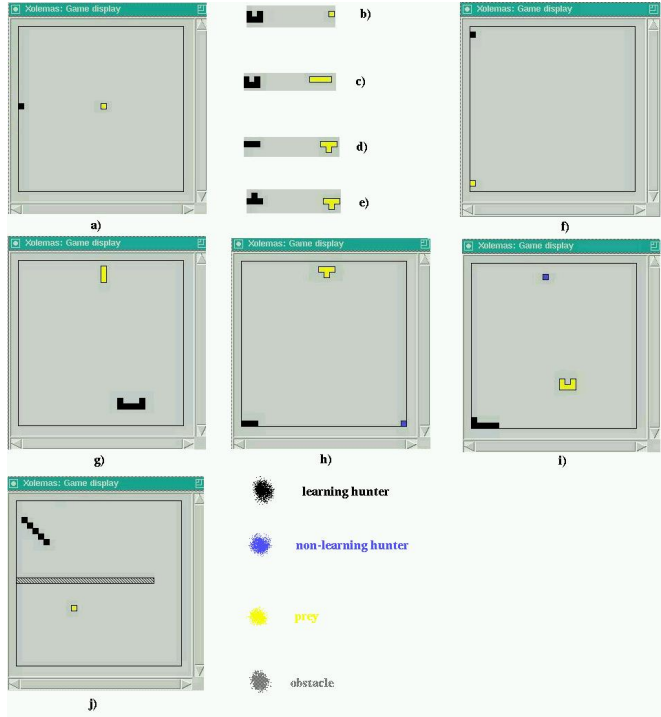 Xolemas: Game display
b)
Xolemas: Game display
c)
d)
e)
a)
f)
Xolemas: Game display
Xolemas: Game display
Xolemas: Game display
g)
h)
i)
Xolemas: Game display
learning hunter
non-learning hunter
prey
obstacle
j)